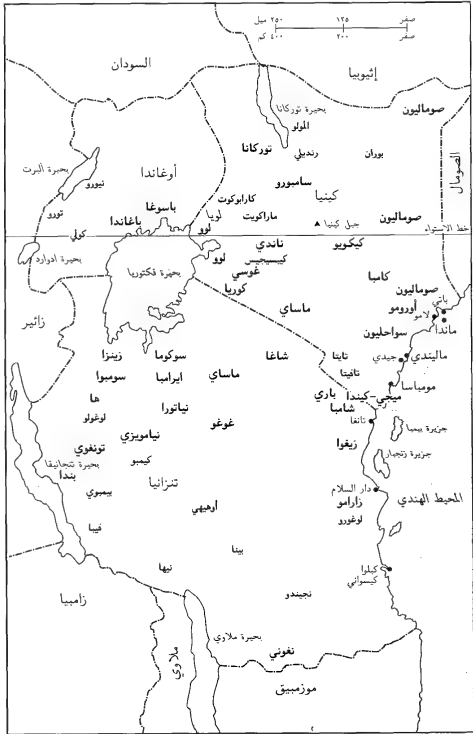 صفر ١٢٥ ٢٥٠ ميل
صفر ٢٠٠ ٤٠٠ كم
السودان
إثيوبيا
صوماليون
بحيرة توركانا
المولو
توركانا
رنديلي
بوران
الصومال
بحيرة ألبرت
أوغاندا
نيورو
سامبورو
كينيا
كارابوكوت
باسوغا
تورو
لويا
ماراكويت
باغاندا
جبل كينيا
صوماليون
كولي
لوو
خط الاستواء
كيكويو
ناندي
بحيرة ادوارد
لوو
كيبسيجيس
بحيرة فكتوريا
غوسي
كامبا
كوريا
صوماليون
باتي
أورومو
لامو
ماساي
ماندا
زائير
سواحليون
زينزا
سوكوما
شاغا
تايتا
جيدي
ماليندي
سومبوا
ايرامبا
ماساي
تافيتا
مومباسا
ها
باري
ميجي-كيندا
نياتورا
شامبا
لوغولو
غوغو
تانغا
جزيرة بيمبا
نيامويزي
زيغوا
تونغوي
كيمبو
جزيرة زنجبار
بحيرة تنجانيقا
بندا
تنزانيا
دار السلام
بيمبوي
المحيط الهندي
زارامو
أوهيهي
لوغورو
فيبا
بينا
نيها
كيلوا
كيسواني
زامبيا
نجيندو
بحيرة ملاوي
ملاوي
نغوني
موزمبيق